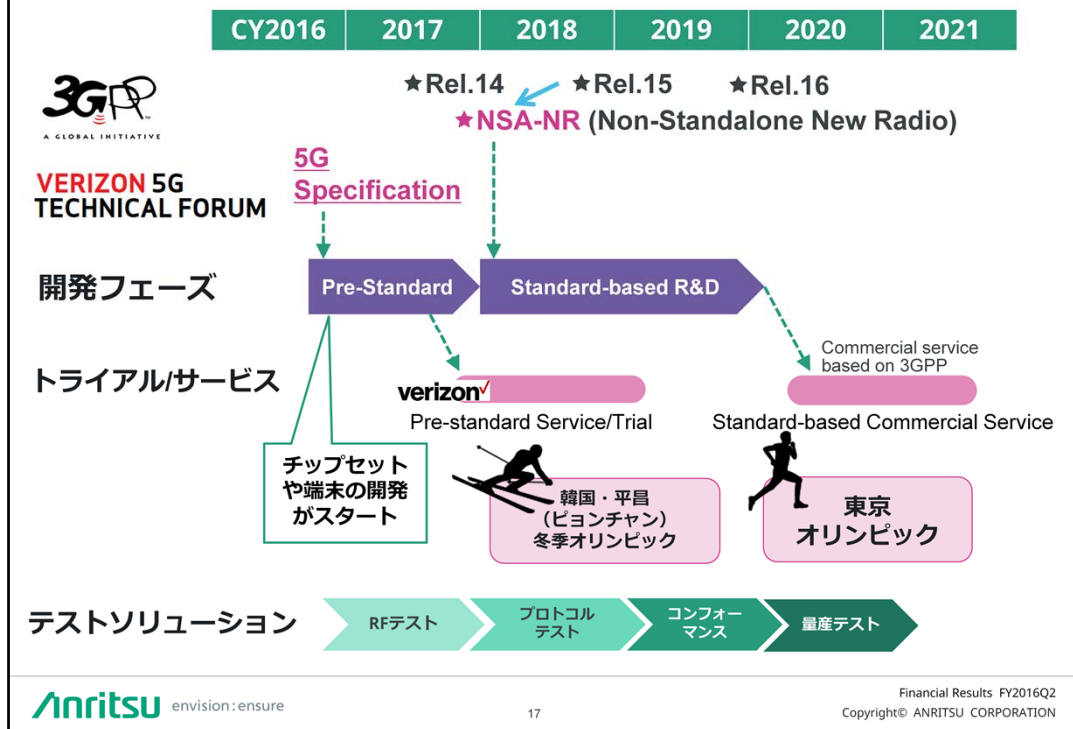 CY2016 2017 2018 2019 2020 2021
3GPP
A GLOBAL INITIATIVE
★Rel.14 ★Rel.15 ★Rel.16
★NSA-NR (Non-Standalone New Radio)
VERIZON 5G
TECHNICAL FORUM
5G
Specification
開発フェーズ
Pre-Standard
Standard-based R&D
トライアル/サービス
verizon✓
Pre-standard Service/Trial
Commercial service
based on 3GPP
Standard-based Commercial Service
チップセット
や端末の開発
がスタート
韓国・平昌
（ピョンチャン）
冬季オリンピック
東京
オリンピック
テストソリューション
RFテスト
プロトコル
テスト
コンフォー
マンス
量産テスト
Anritsu envision : ensure
17
Financial Results FY2016Q2
Copyright© ANRITSU CORPORATION